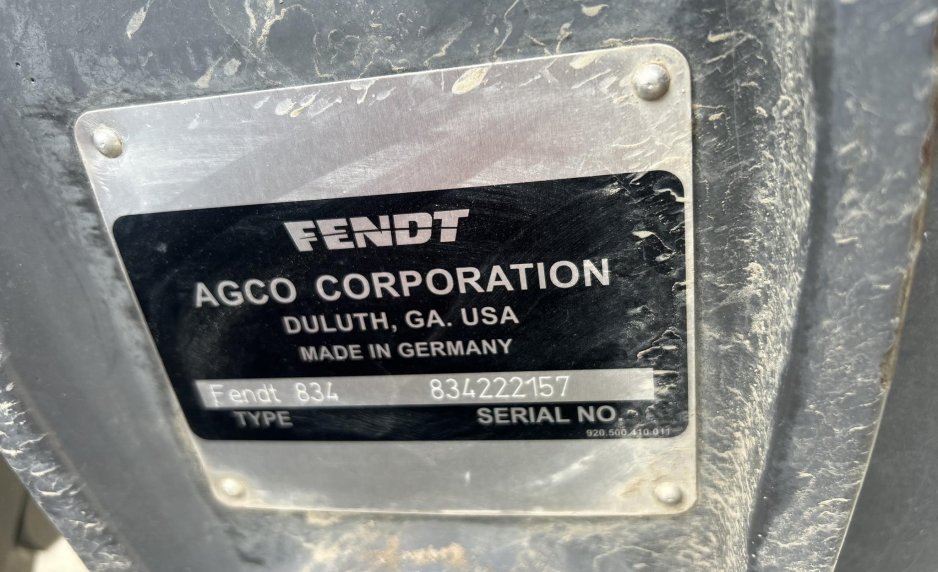 FENDT
AGCO CORPORATION
DULUTH, GA. USA
MADE IN GERMANY
Fendt 834 834222157
TYPE SERIAL NO.
920.500.410.011